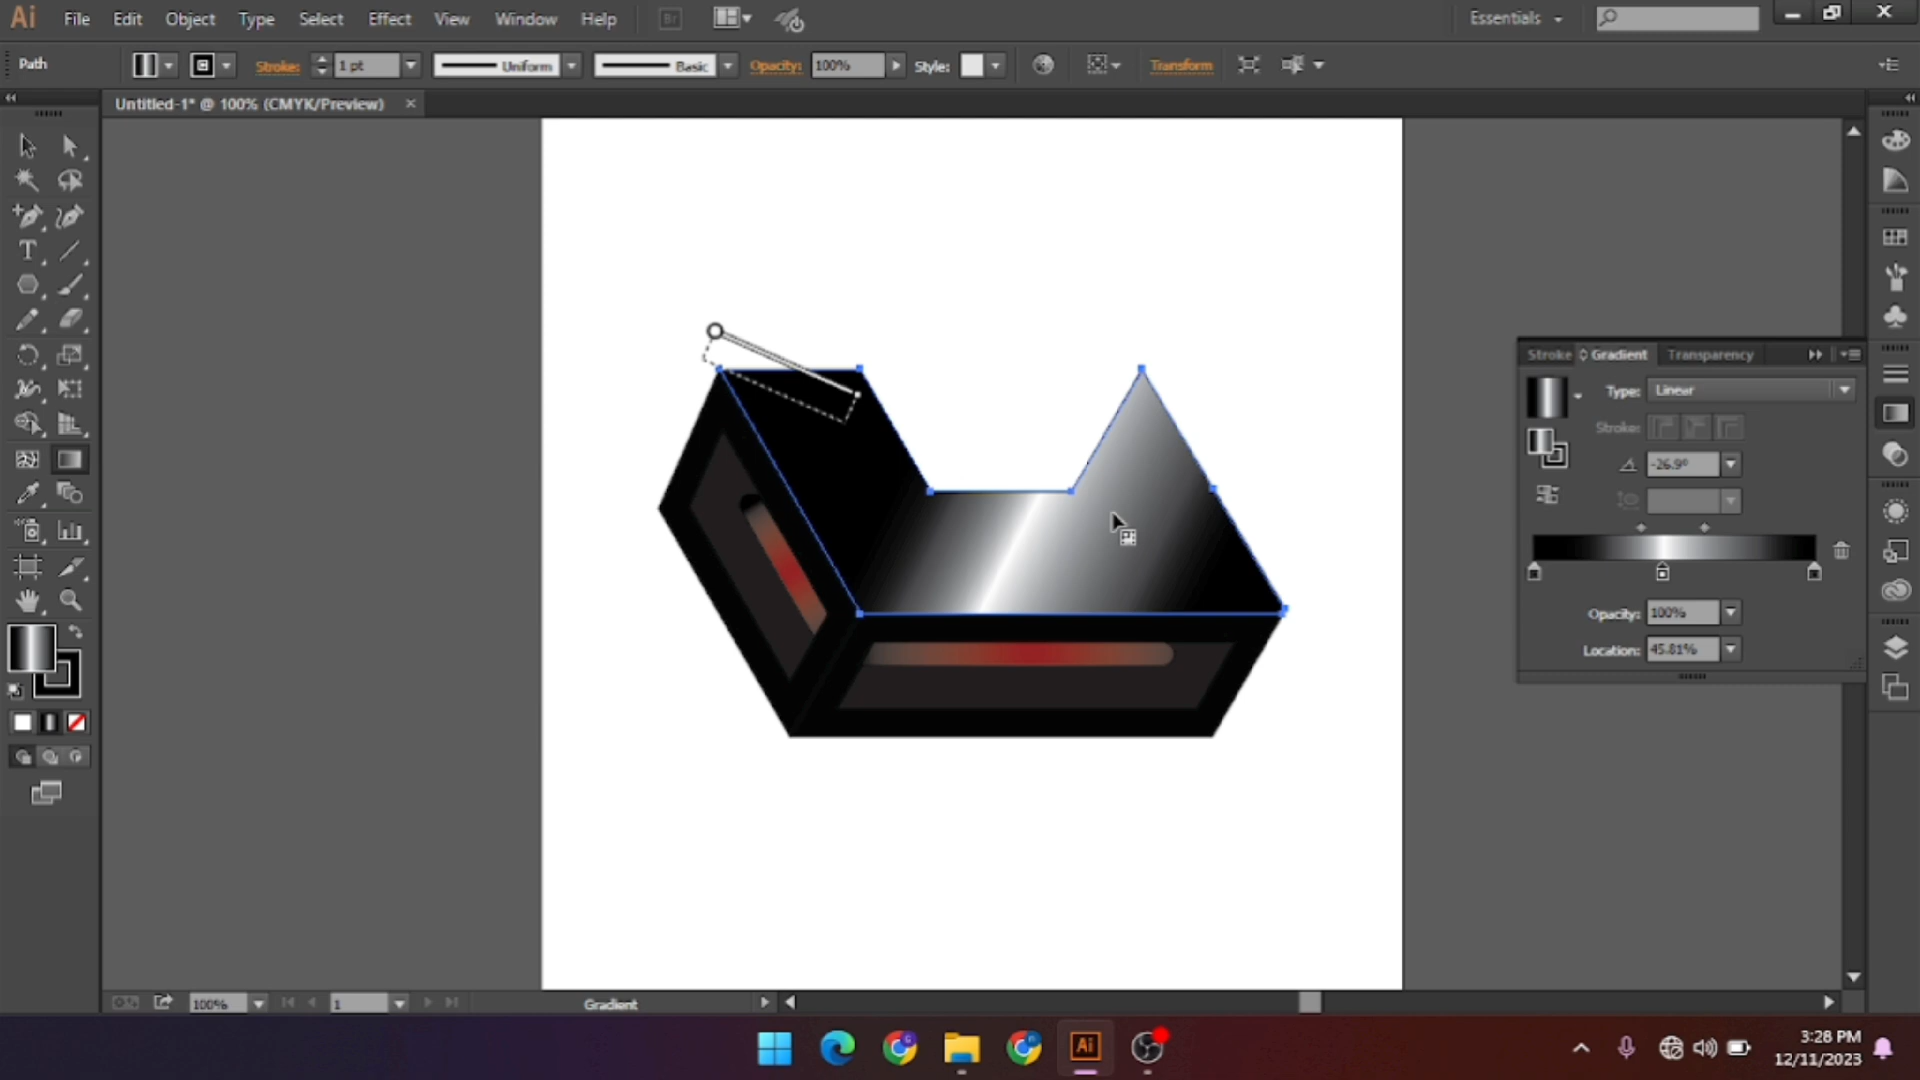 Ai File Edit Object Type Select Effect View Window Help Br Essentials
Path Stroke: 1 pt Uniform Basic Opacity: 100% Style: Transform
Untitled-1* @ 100% (CMYK/Preview) ×
Stroke Gradient Transparency
Type: Linear
Stroke:
-26.9°
Opacity: 100%
Location: 45.81%
T
100% 1 Gradient
Ai
3:28 PM
12/11/2023